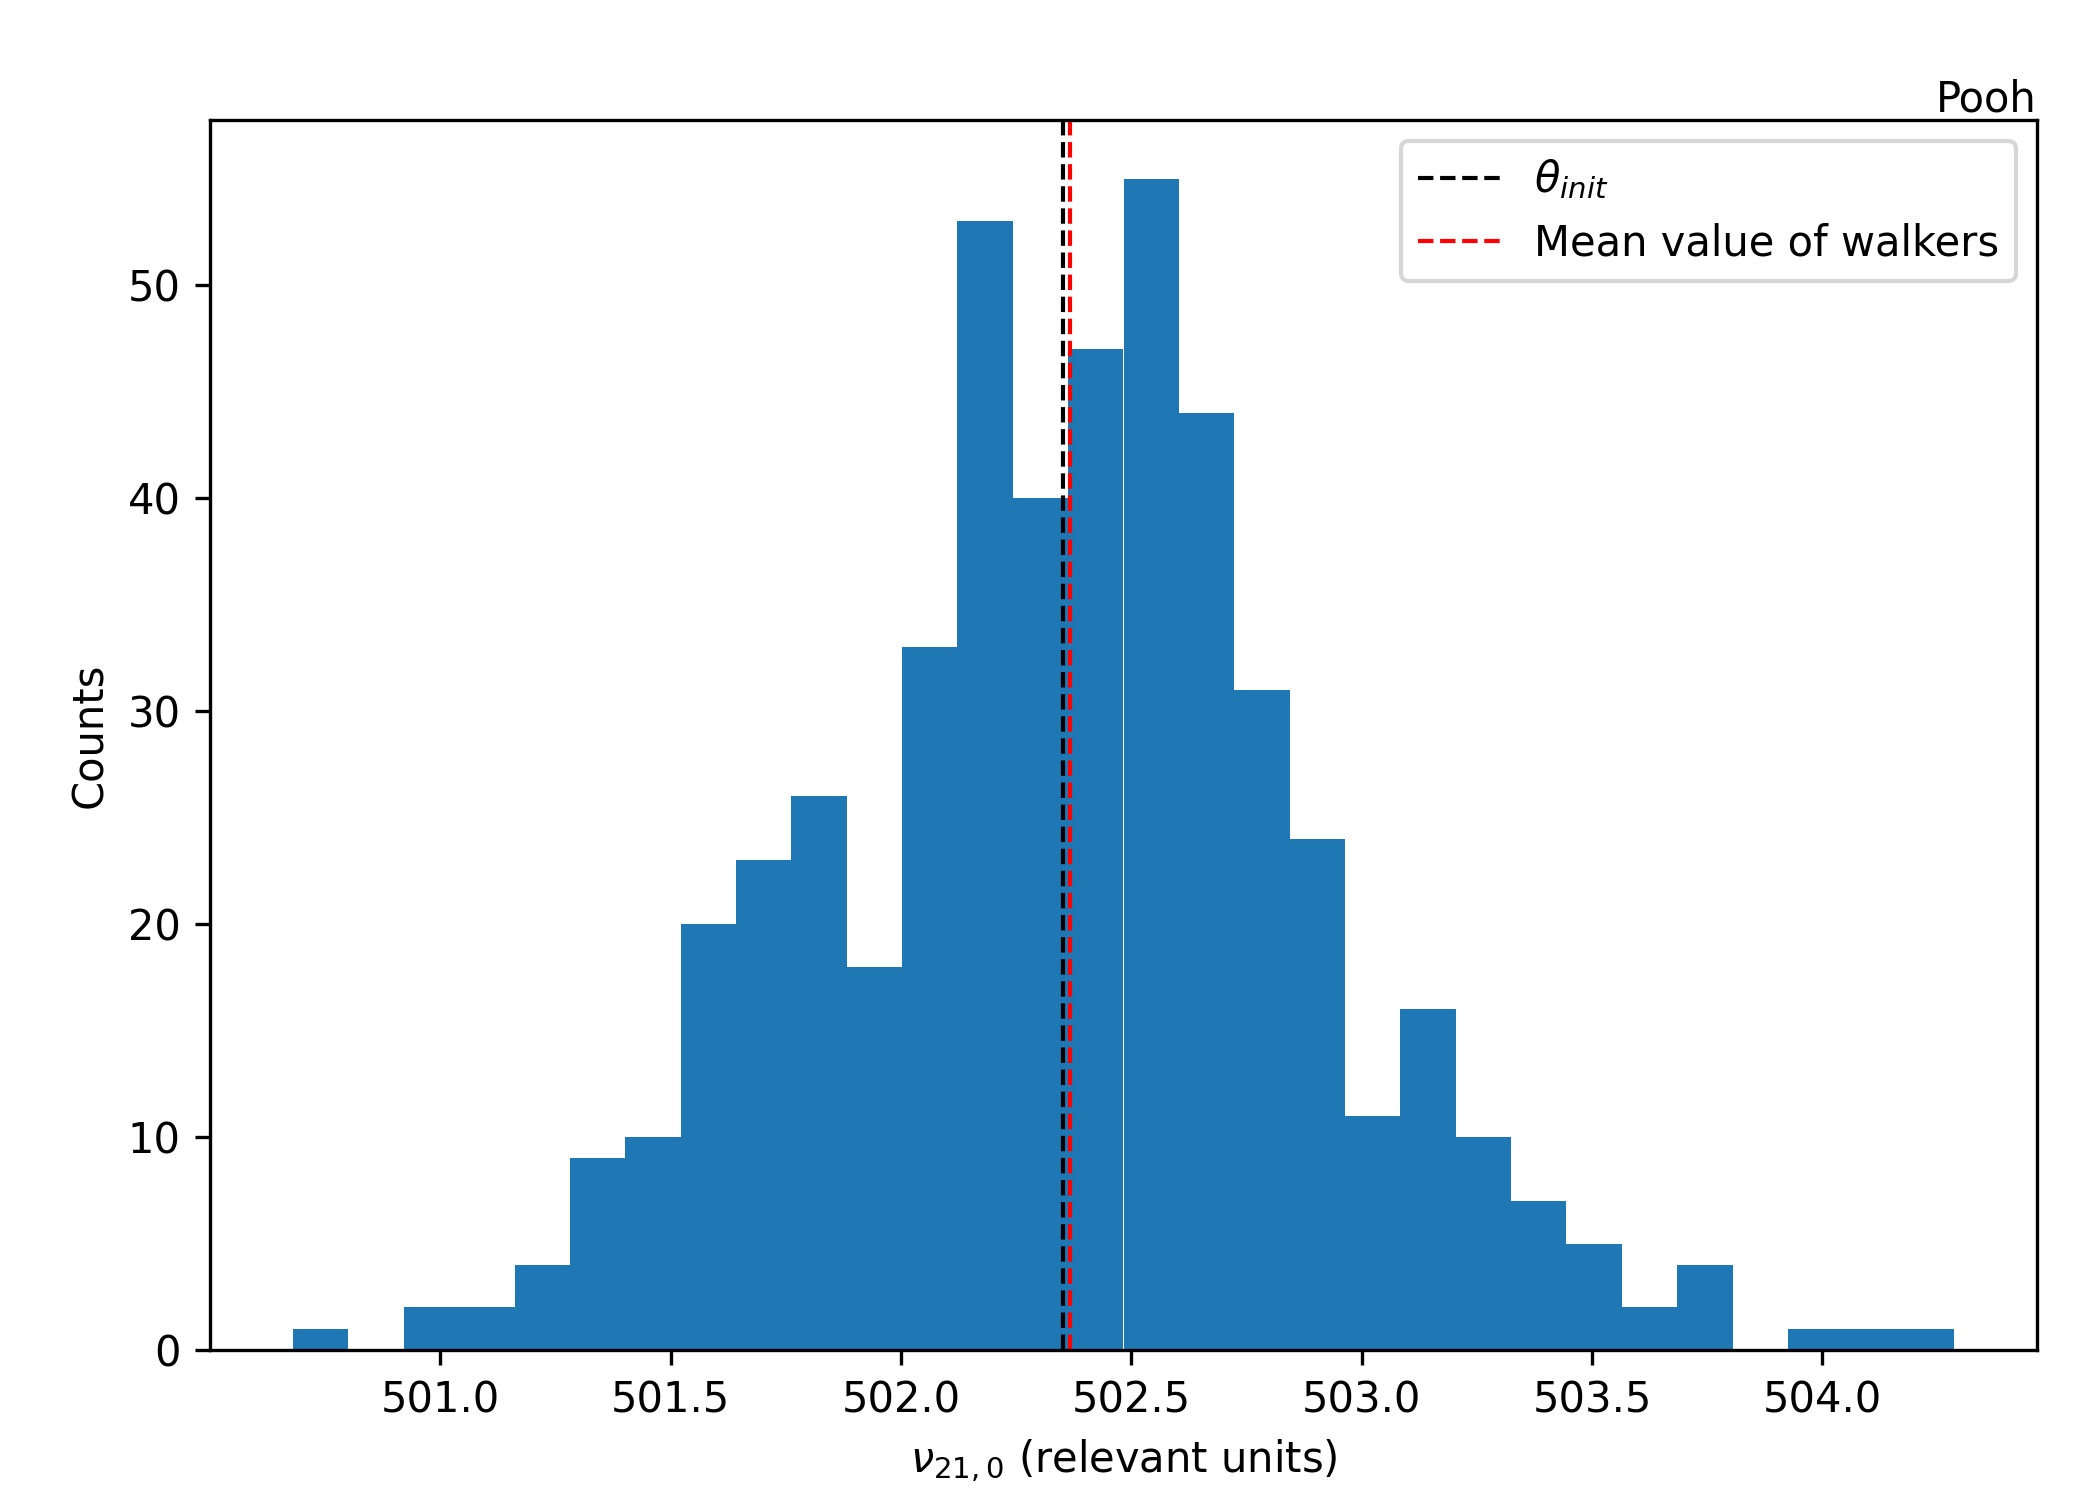 Pooh
θinit
Mean value of walkers
Counts
50
40
30
20
10
0
501.0 501.5 502.0 502.5 503.0 503.5 504.0
ν21, 0 (relevant units)